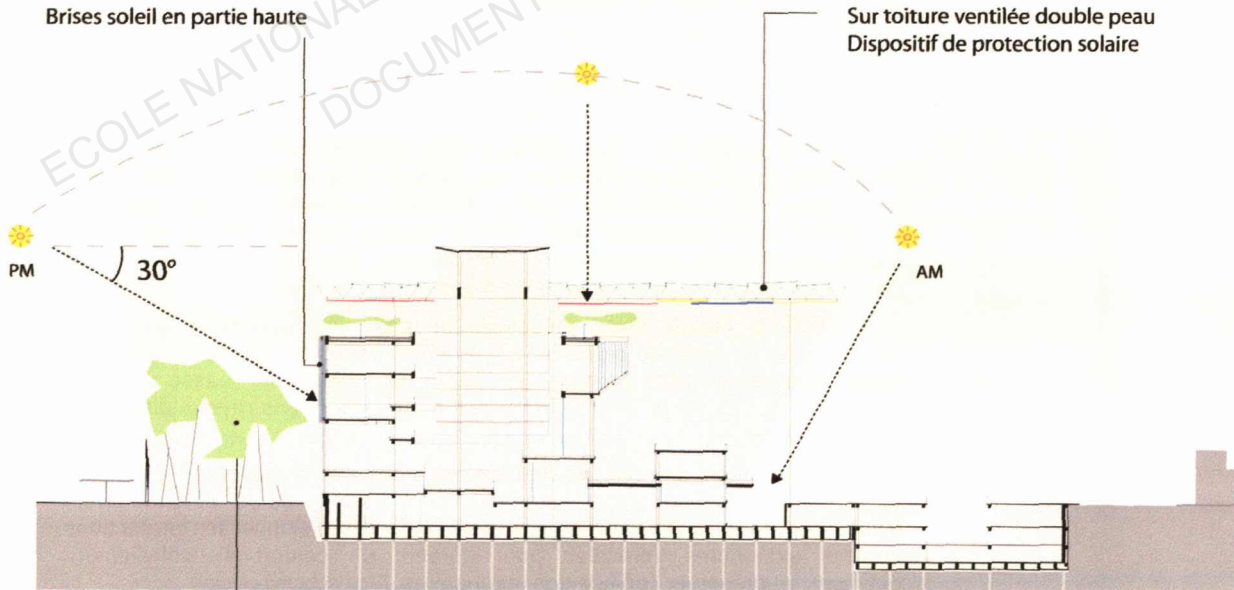 Brises soleil en partie haute
Sur toiture ventilée double peau
Dispositif de protection solaire
ECOLE
DOCUMENT
PM
30°
AM